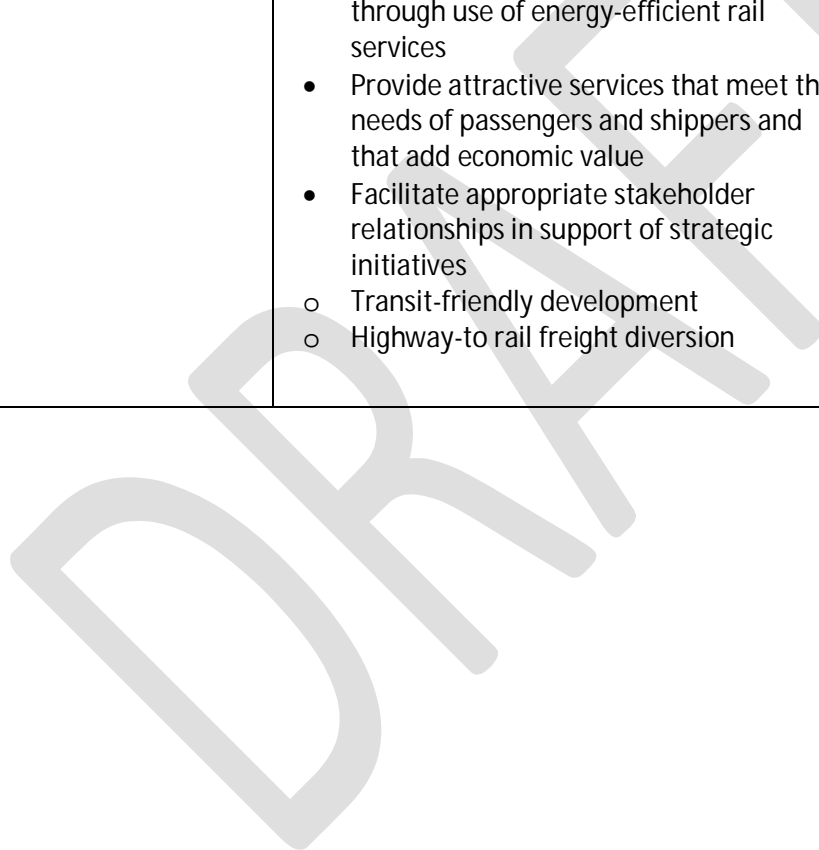 through use of energy-efficient rail
services
• Provide attractive services that meet th
needs of passengers and shippers and
that add economic value
• Facilitate appropriate stakeholder
relationships in support of strategic
initiatives
o Transit-friendly development
o Highway-to rail freight diversion
DRAF